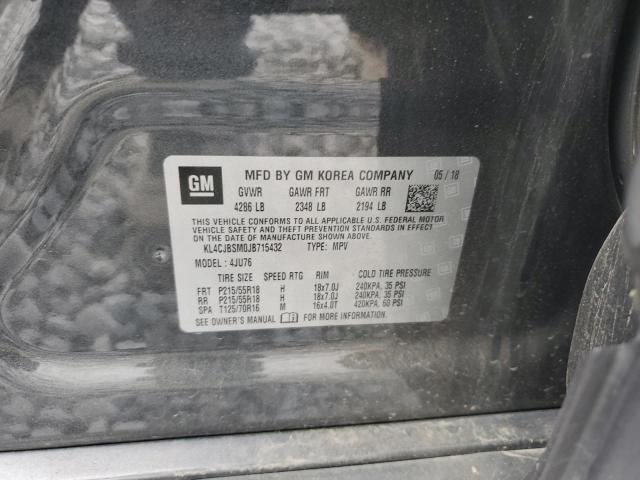 GM MFD BY GM KOREA COMPANY 05/18
GVWR GAWR FRT GAWR RR
4286 LB 2348 LB 2194 LB
THIS VEHICLE CONFORMS TO ALL APPLICABLE U.S. FEDERAL MOTOR
VEHICLE SAFETY AND THEFT PREVENTION STANDARDS IN EFFECT
ON THE DATE OF MANUFACTURE SHOWN ABOVE.
KL4CJBSM0JB715432 TYPE: MPV
MODEL: 4JU76
TIRE SIZE SPEED RTG RIM COLD TIRE PRESSURE
FRT P215/55R18 H 18x7.0J 240KPA, 35 PSI
RR P215/55R18 H 18x7.0J 240KPA, 35 PSI
SPA T125/70R16 M 16x4.0T 420KPA, 60 PSI
SEE OWNER'S MANUAL FOR MORE INFORMATION.